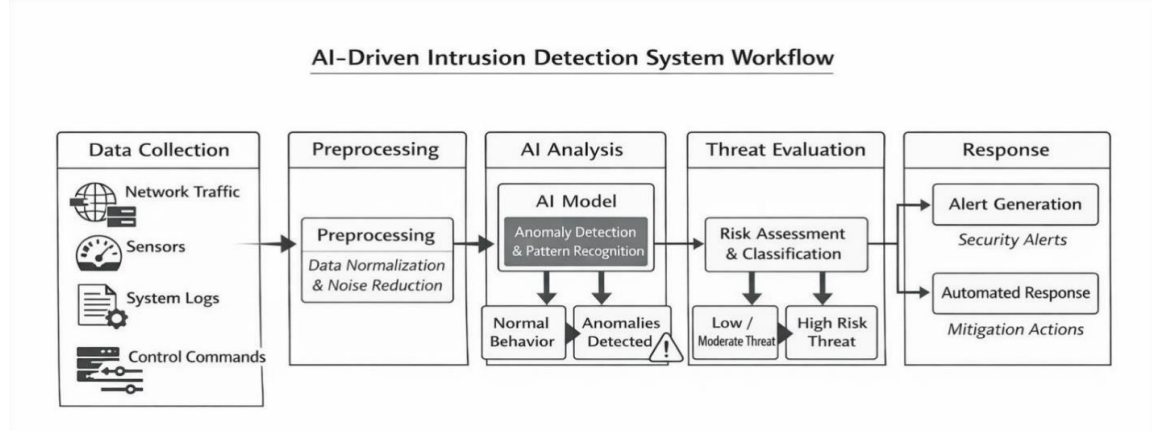 AI-Driven Intrusion Detection System Workflow
Data Collection
Network Traffic
Sensors
System Logs
Control Commands
Preprocessing
Preprocessing
Data Normalization
& Noise Reduction
AI Analysis
AI Model
Anomaly Detection
& Pattern Recognition
Normal
Behavior
Anomalies
Detected
Threat Evaluation
Risk Assessment
& Classification
Low /
Moderate Threat
High Risk
Threat
Response
Alert Generation
Security Alerts
Automated Response
Mitigation Actions